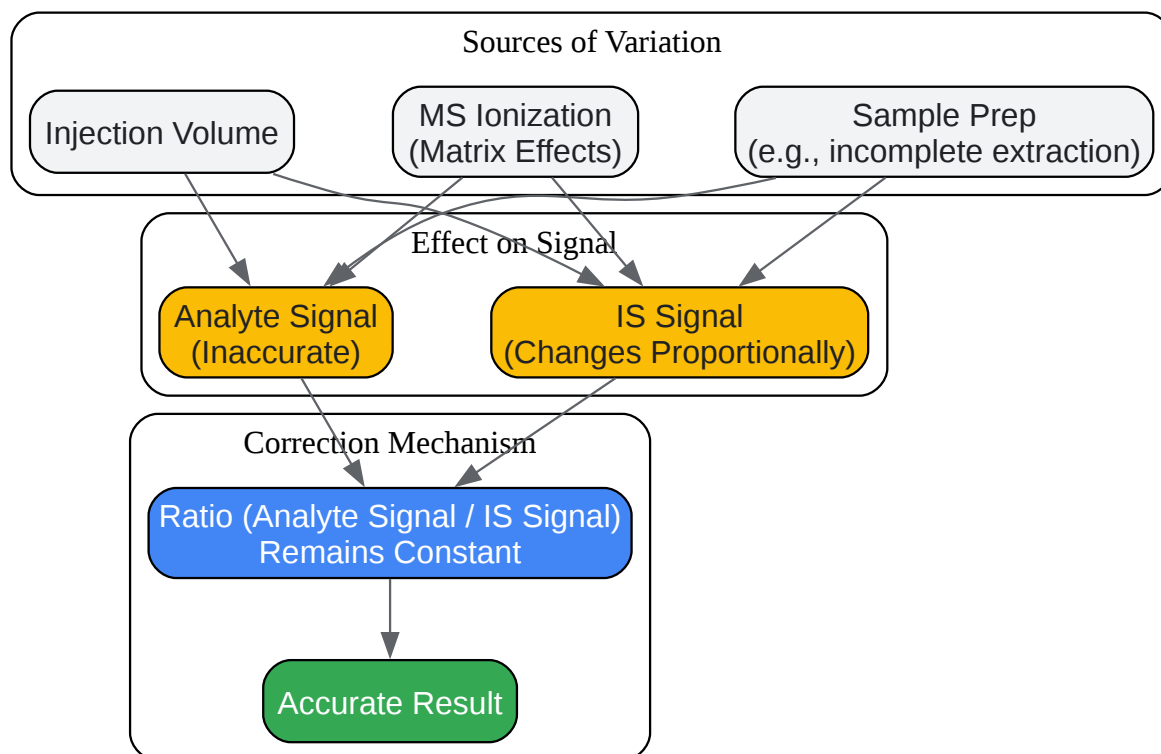 Sources of Variation
Injection Volume
MS Ionization
(Matrix Effects)
Sample Prep
(e.g., incomplete extraction)
Effect on Signal
Analyte Signal
(Inaccurate)
IS Signal
(Changes Proportionally)
Correction Mechanism
Ratio (Analyte Signal / IS Signal)
Remains Constant
Accurate Result